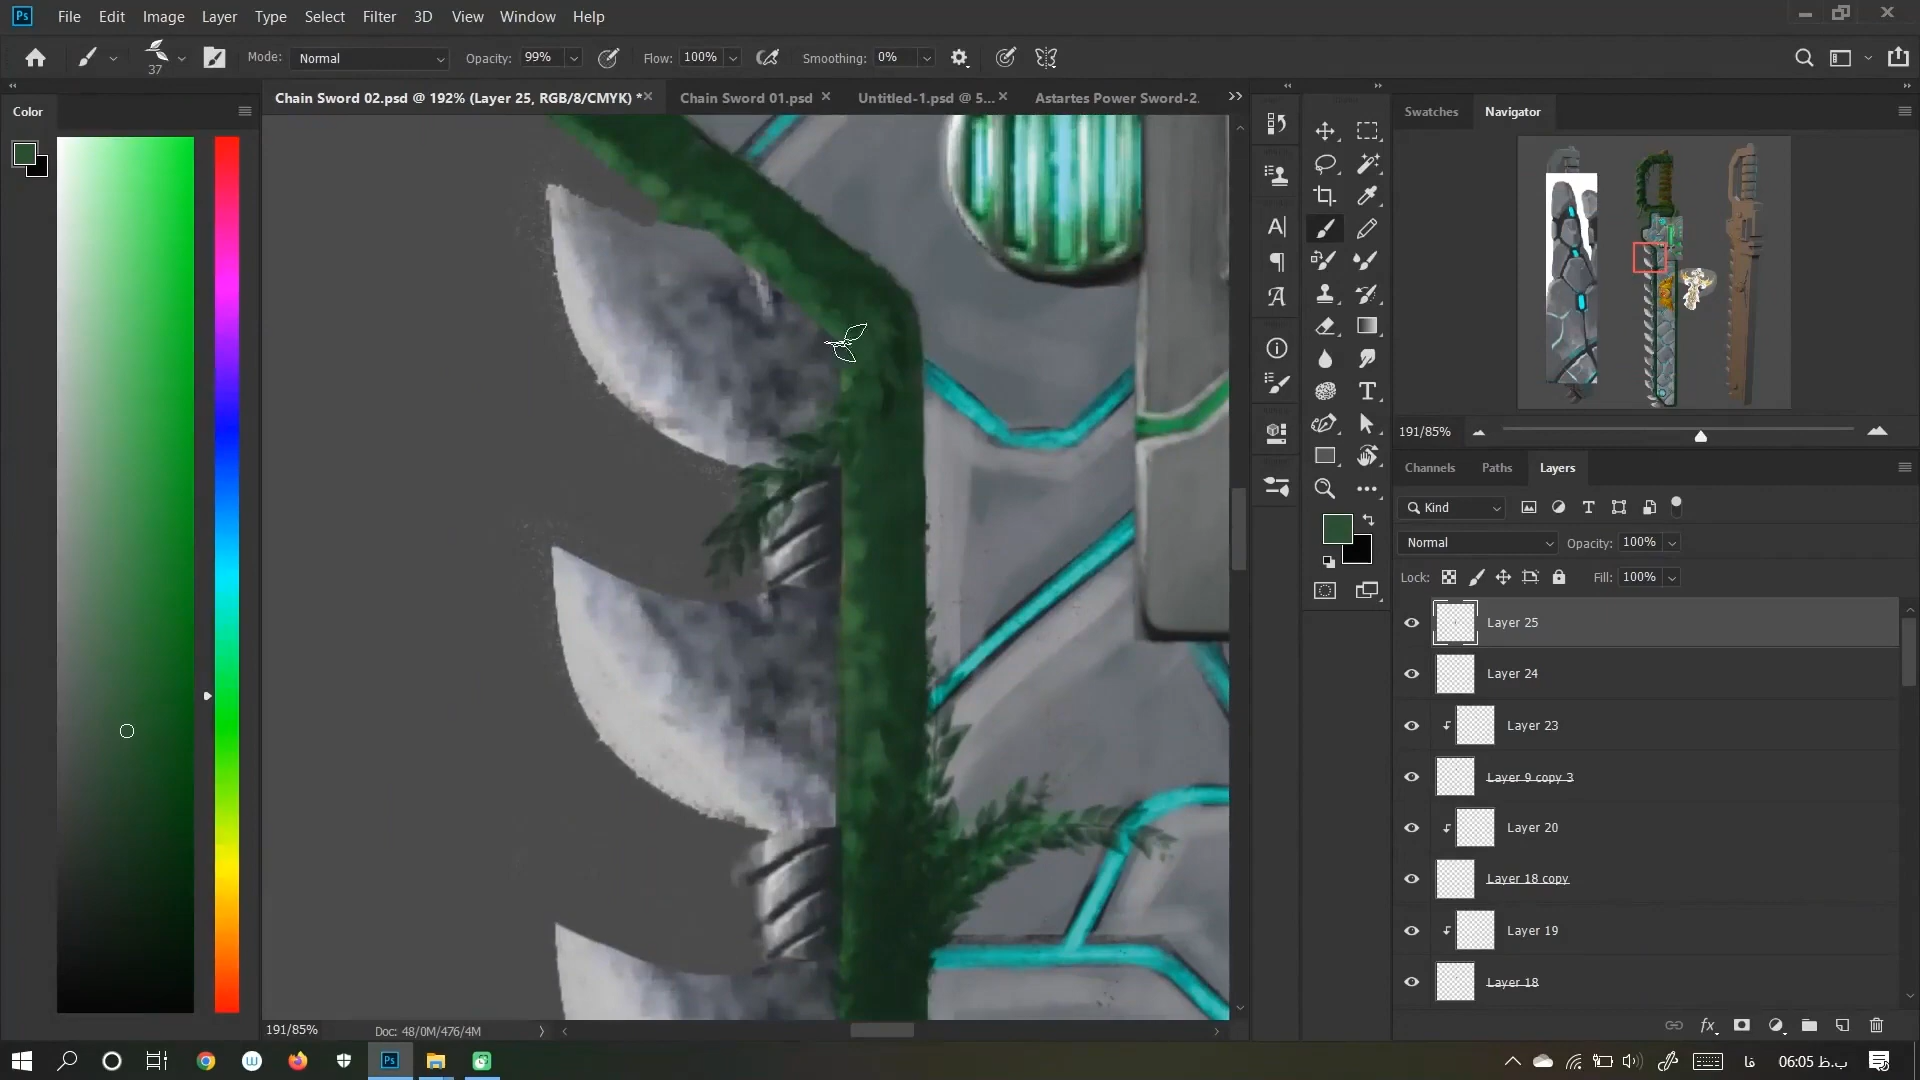 Ps File Edit Image Layer Type Select Filter 3D View Window Help
37 Mode: Normal Opacity: 99% Flow: 100% Smoothing: 0%
Chain Sword 02.psd @ 192% (Layer 25, RGB/8/CMYK) * Chain Sword 01.psd Untitled-1.psd @ 5... Astartes Power Sword-2.
Color
Swatches Navigator
191/85%
Channels Paths Layers
Kind
Normal Opacity: 100%
Lock: Fill: 100%
Layer 25
Layer 24
Layer 23
Layer 9 copy 3
Layer 20
Layer 18 copy
Layer 19
Layer 18
fx
191/85% Doc: 48/0M/476/4M
Ps فا 06:05 ب.ظ